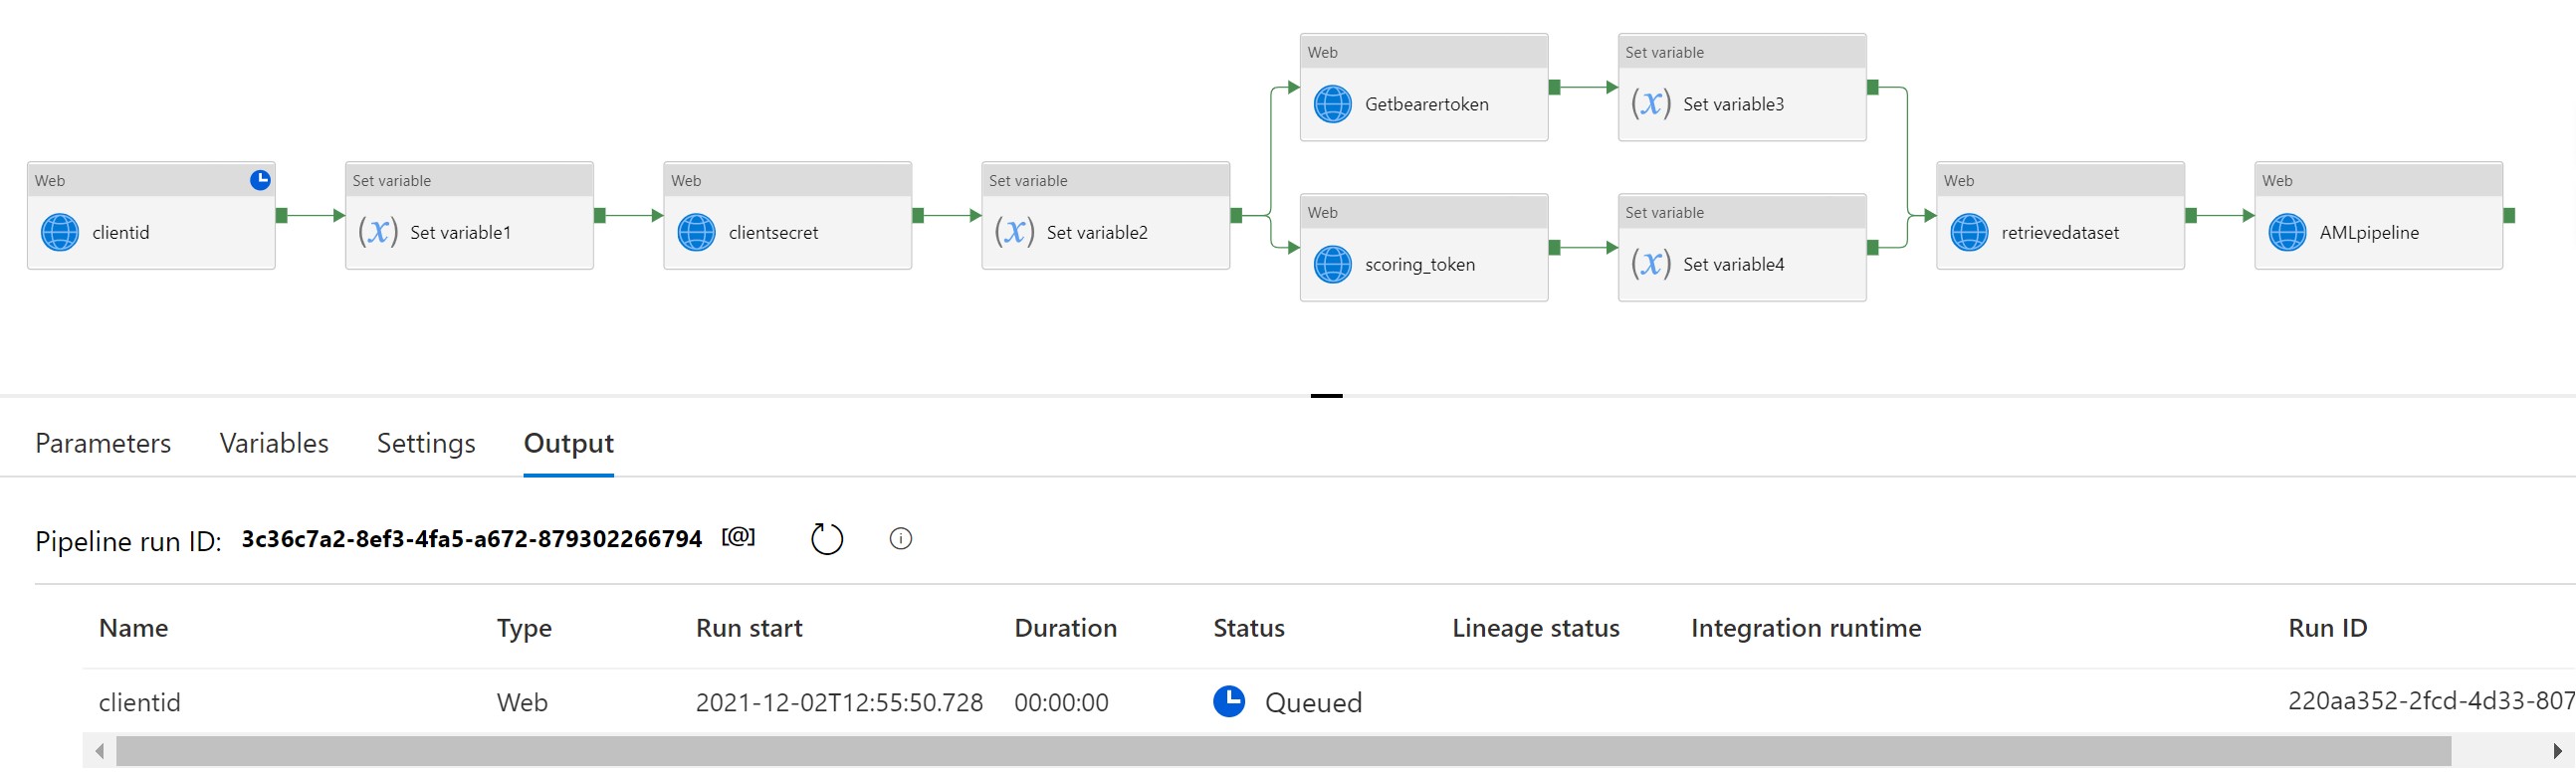 Web
Getbearertoken
Set variable
(x) Set variable3
Web
clientid
Set variable
(x) Set variable1
Web
clientsecret
Set variable
(x) Set variable2
Web
scoring_token
Set variable
(x) Set variable4
Web
retrievedataset
Web
AMLpipeline
Parameters Variables Settings Output
Pipeline run ID: 3c36c7a2-8ef3-4fa5-a672-879302266794 [@]
Name Type Run start Duration Status Lineage status Integration runtime Run ID
clientid Web 2021-12-02T12:55:50.728 00:00:00 Queued 220aa352-2fcd-4d33-807